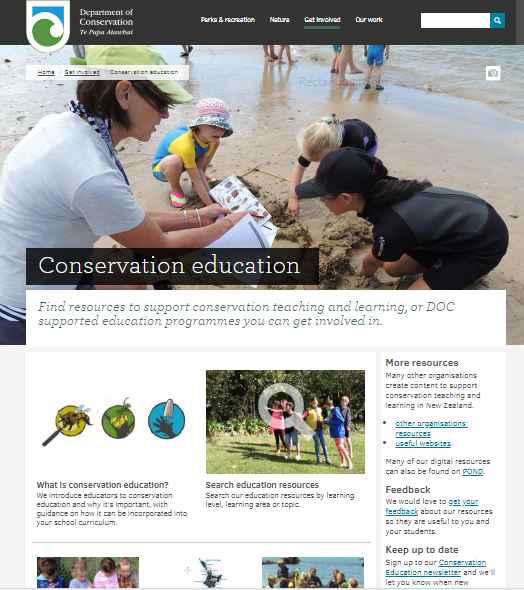 Department of
Conservation
Te Papa Atawhai
Parks & recreation Nature Get Involved Our work
Home Get involved Conservation education
Conservation education
Find resources to support conservation teaching and learning, or DOC
supported education programmes you can get involved in.
What is conservation education?
We introduce educators to conservation
education and why it's important, with
guidance on how it can be incorporated into
your school curriculum.
Search education resources
Search our education resources by learning
level, learning area or topic.
More resources
Many other organisations
create content to support
conservation teaching and
learning in New Zealand.
other organisations'
resources
useful websites.
Many of our digital resources
can also be found on POND.
Feedback
We would love to get your
feedback about our resources
so they are useful to you and
your students.
Keep up to date
Sign up to our Conservation
Education newsletter and we'll
let you know when new